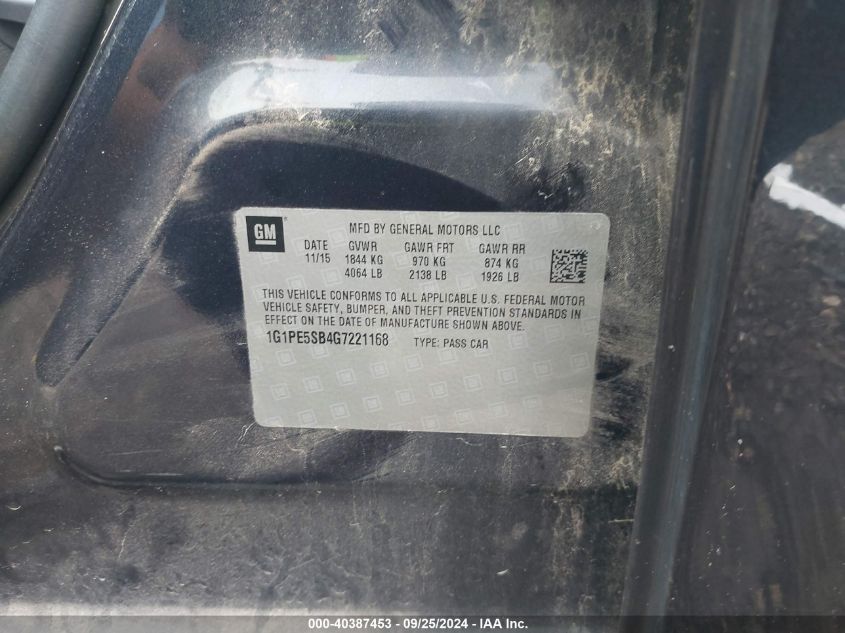 GM
MFD BY GENERAL MOTORS LLC
DATE GVWR GAWR FRT GAWR RR
11/15 1844 KG 970 KG 874 KG
4064 LB 2138 LB 1926 LB
THIS VEHICLE CONFORMS TO ALL APPLICABLE U.S. FEDERAL MOTOR
VEHICLE SAFETY, BUMPER, AND THEFT PREVENTION STANDARDS IN
EFFECT ON THE DATE OF MANUFACTURE SHOWN ABOVE.
1G1PE5SB4G7221168 TYPE: PASS CAR
000-40387453 - 09/25/2024 - IAA Inc.